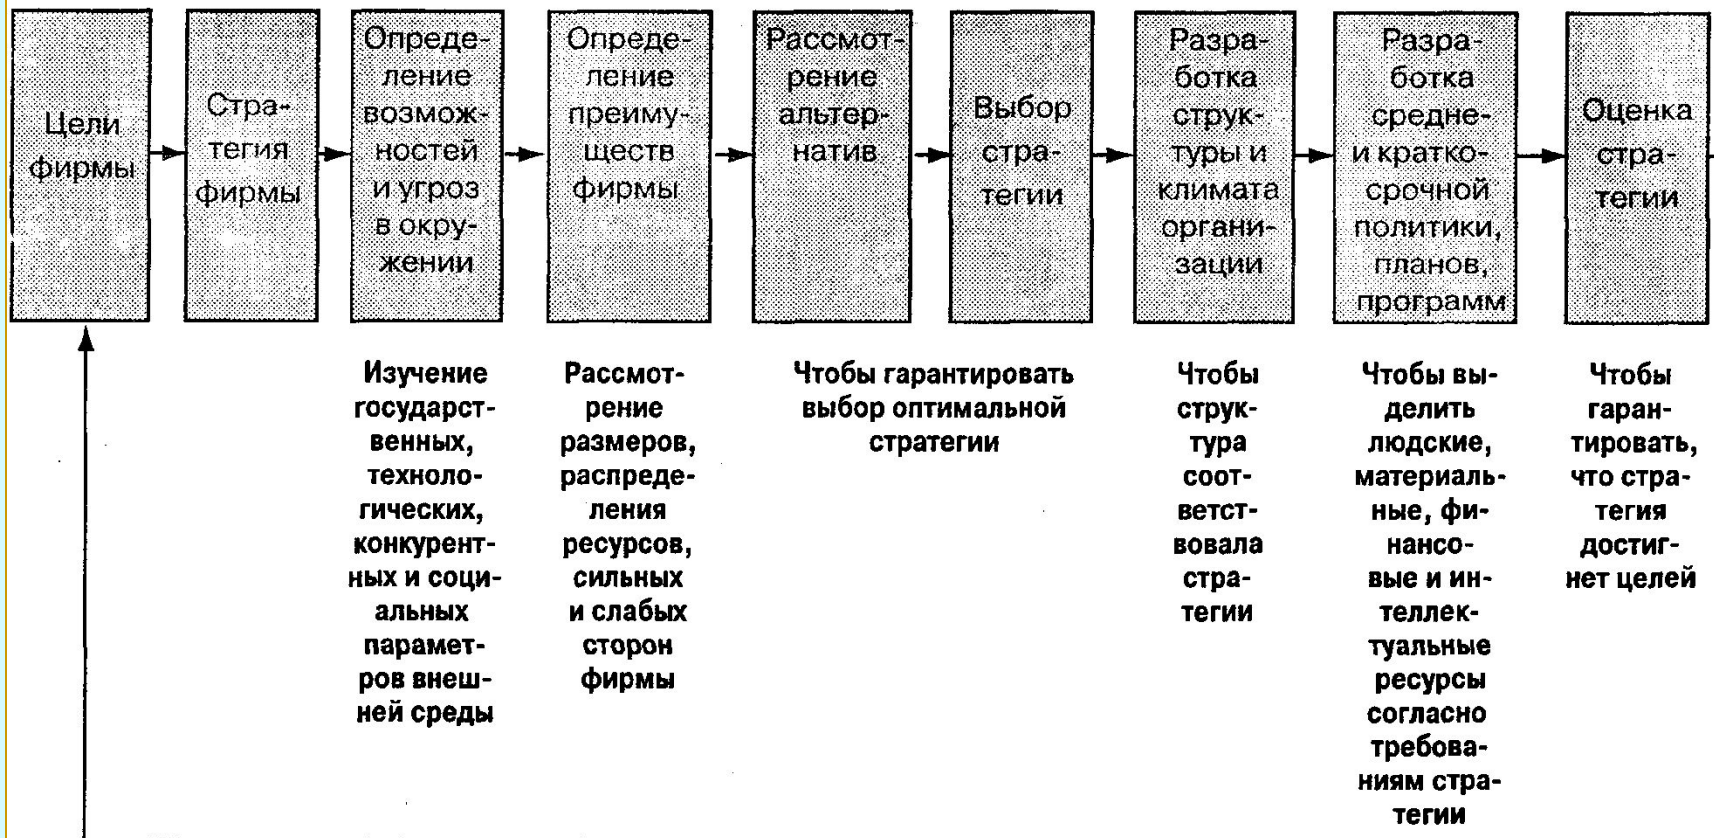 Цели
фирмы
Стра-
тегия
фирмы
Опреде-
ление
возмож-
ностей
и угроз
в окру-
жении
Опреде-
ление
преиму-
ществ
фирмы
Рассмот-
рение
альтер-
натив
Выбор
стра-
тегии
Разра-
ботка
струк-
туры и
климата
органи-
зации
Разра-
ботка
средне-
и кратко-
срочной
политики,
планов,
программ
Оценка
стра-
тегии
Изучение
государст-
венных,
техноло-
гических,
конкурент-
ных и соци-
альных
парамет-
ров внеш-
ней среды
Рассмот-
рение
размеров,
распреде-
ления
ресурсов,
сильных
и слабых
сторон
фирмы
Чтобы гарантировать
выбор оптимальной
стратегии
Чтобы
струк-
тура
соот-
ветст-
вовала
стра-
тегии
Чтобы вы-
делить
людские,
материаль-
ные, фи-
нансо-
вые и ин-
теллек-
туальные
ресурсы
согласно
требова-
ниям стра-
тегии
Чтобы
гаран-
тировать,
что стра-
тегия
достиг-
нет целей